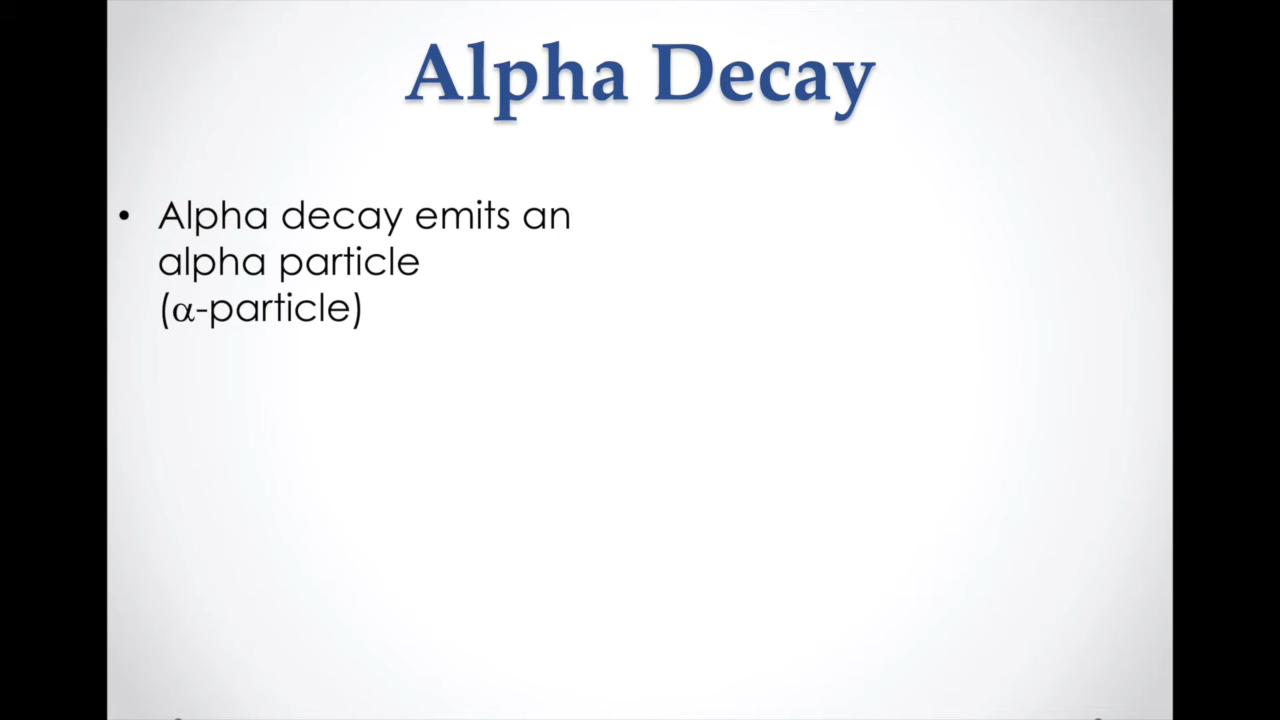 Alpha Decay
• Alpha decay emits an
alpha particle
(α-particle)